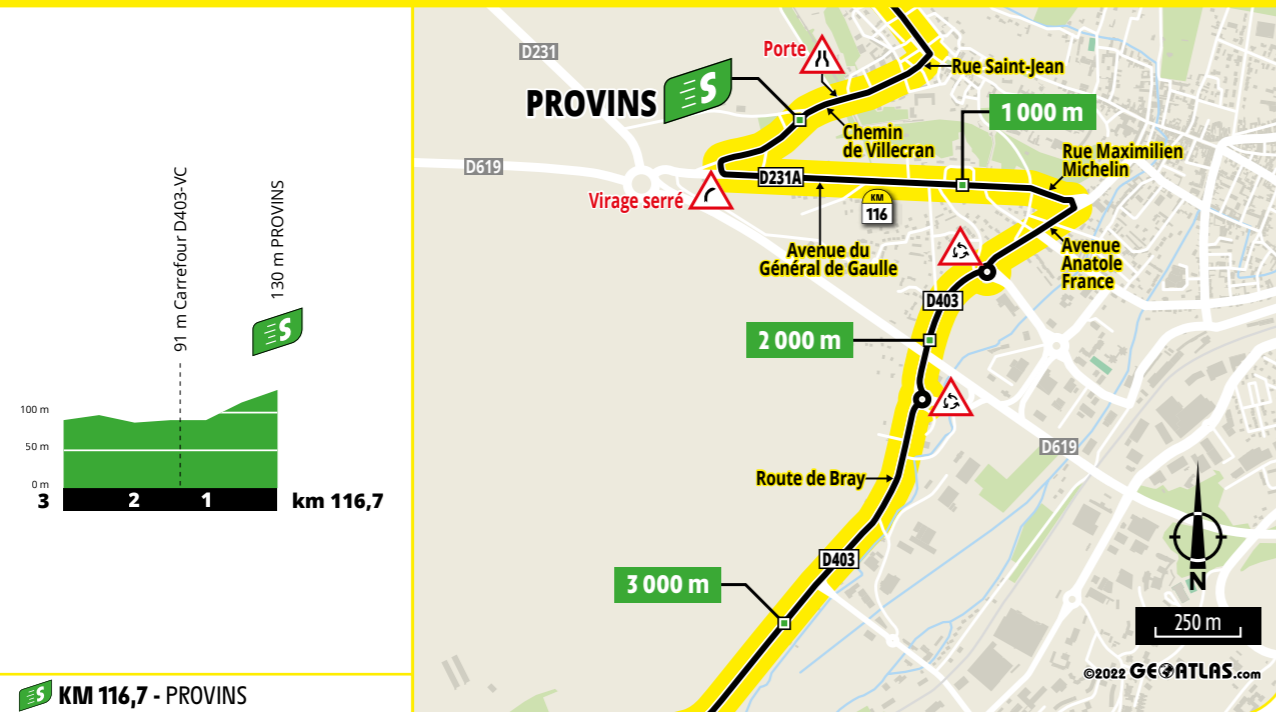 91 m Carrefour D403-VC
130 m PROVINS
S
100 m
50 m
0 m
3
2
1
km 116,7
S KM 116,7 - PROVINS
D231
Porte
Rue Saint-Jean
PROVINS S
1 000 m
Chemin
de Villecran
Rue Maximilien
Michelin
D619
D231A
Virage serré
KM
116
Avenue du
Général de Gaulle
Avenue
Anatole
France
D403
2 000 m
D619
Route de Bray
D403
3 000 m
N
250 m
©2022 GEOATLAS.com